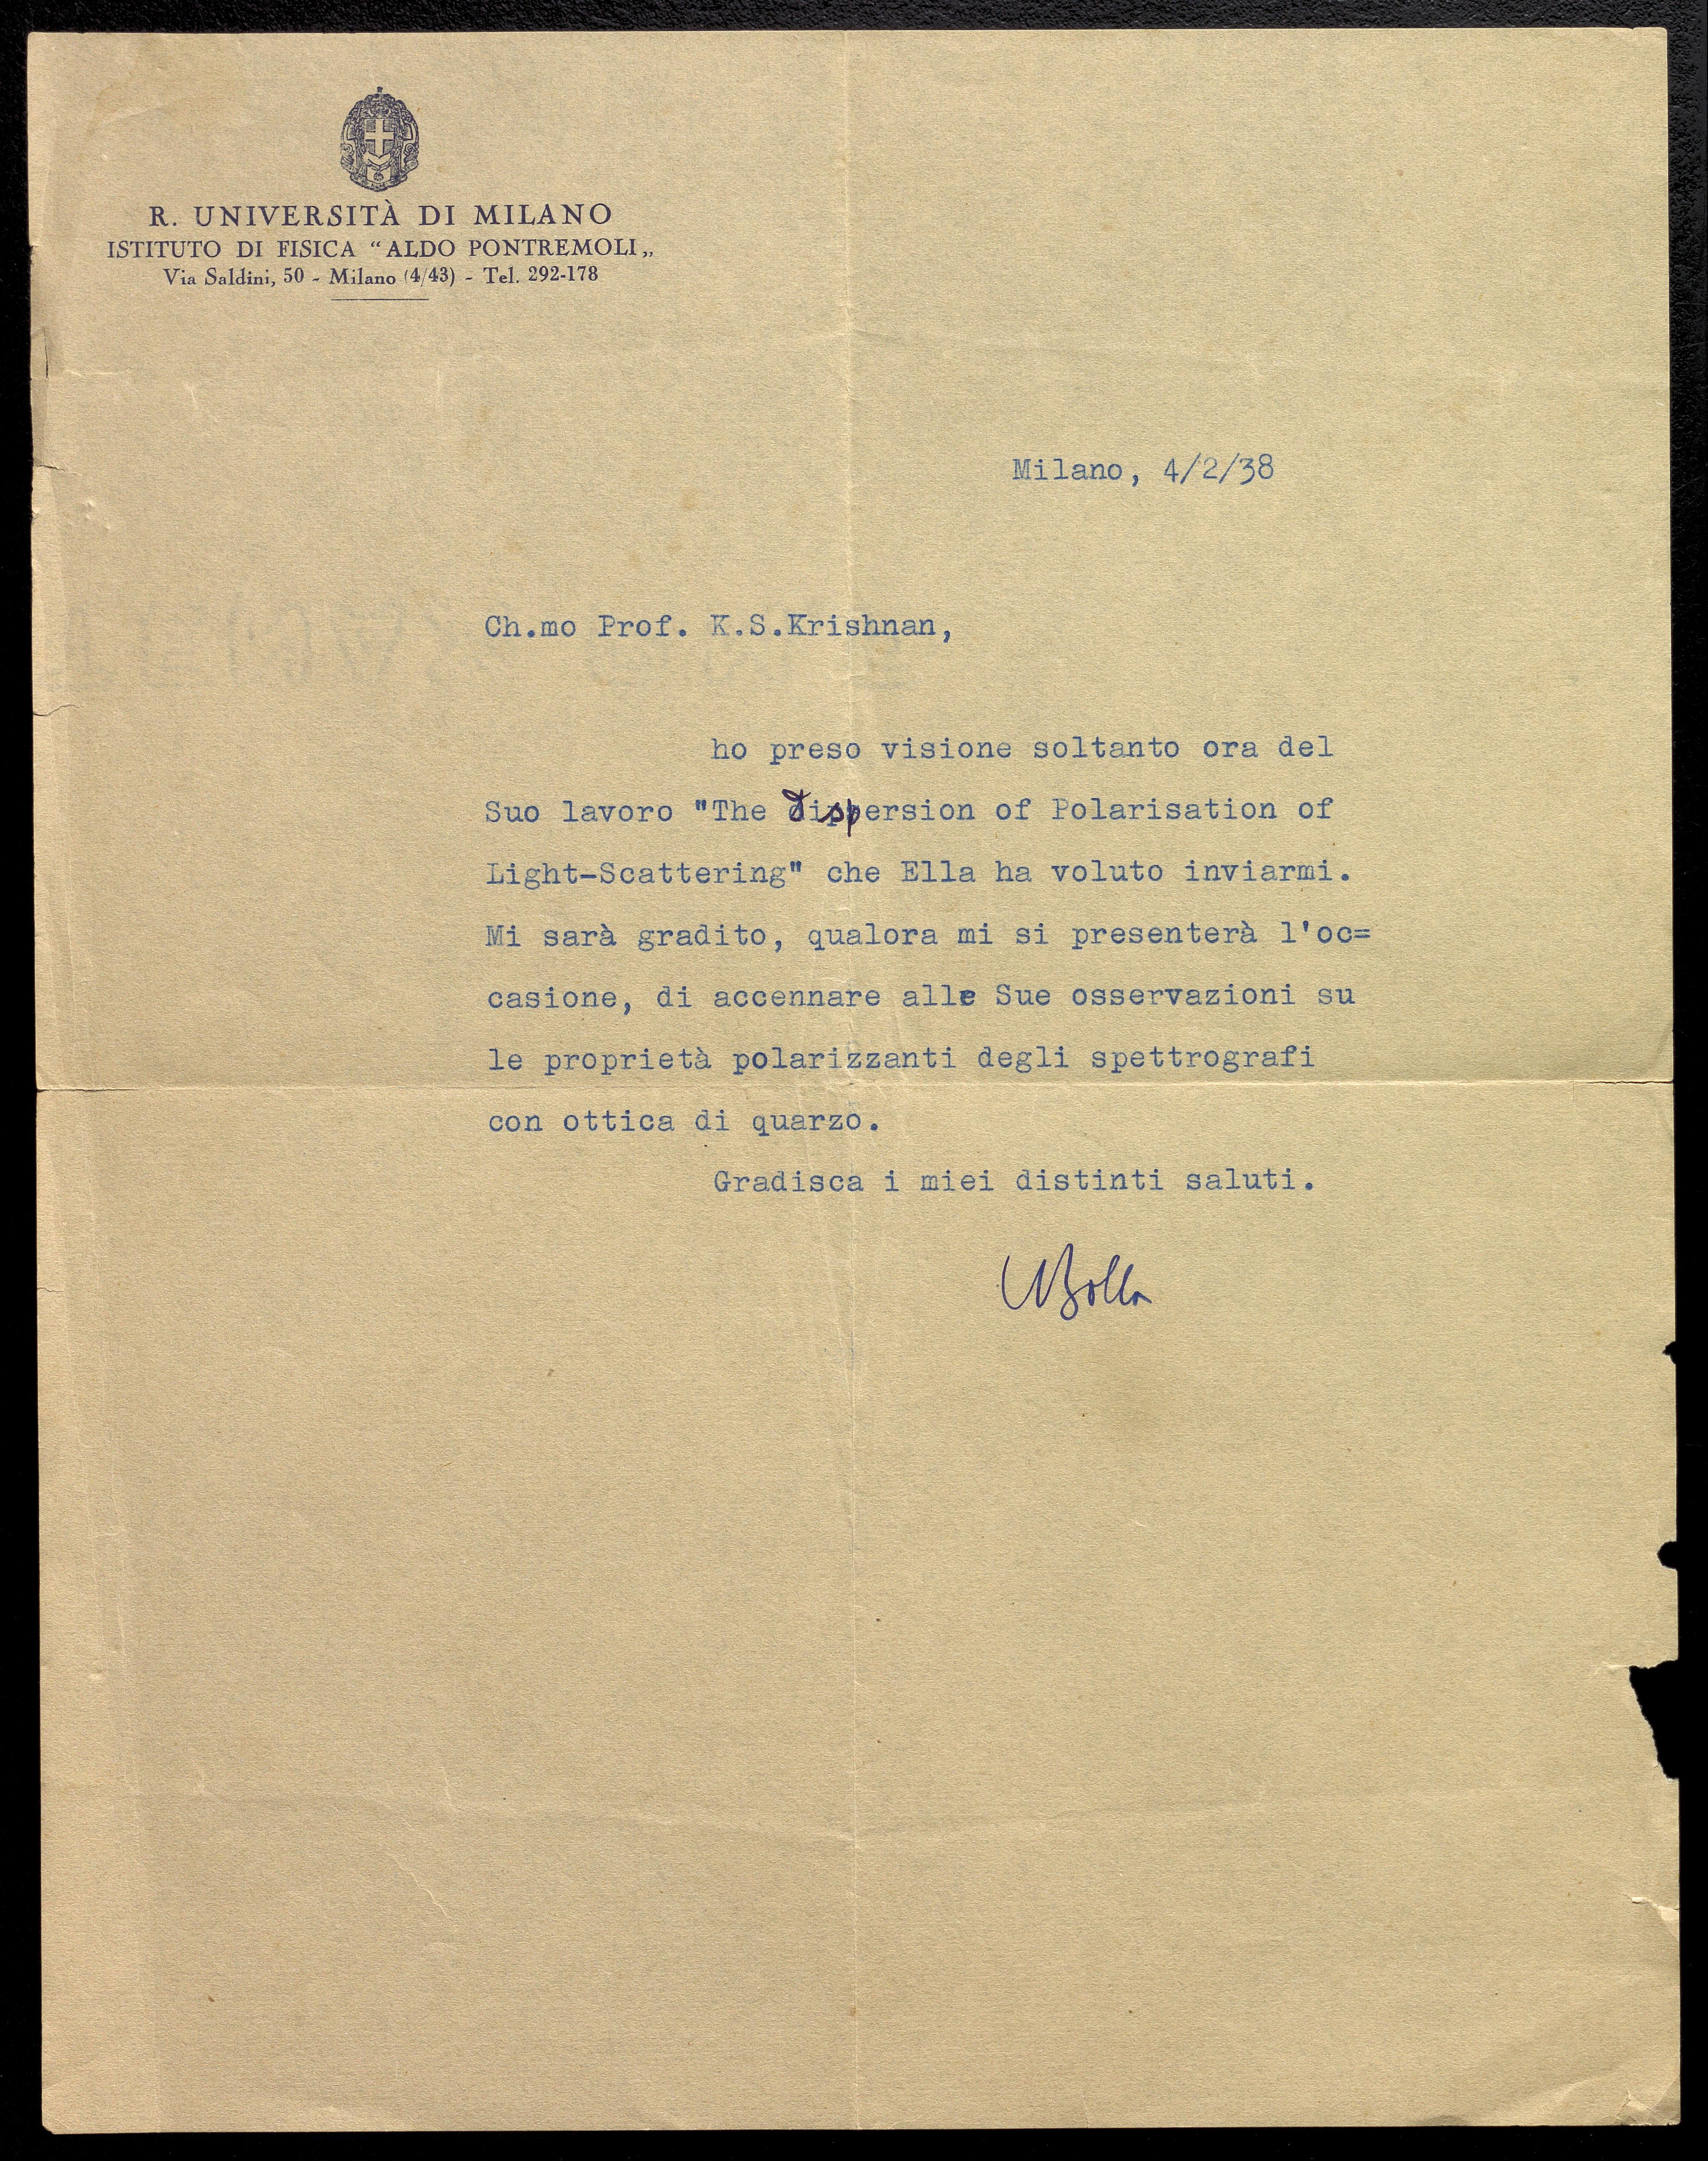 R. UNIVERSITÀ DI MILANO
ISTITUTO DI FISICA “ALDO PONTREMOLI„
Via Saldini, 50 - Milano (4/43) - Tel. 292-178
Milano, 4/2/38
Ch.mo Prof. K.S.Krishnan,
ho preso visione soltanto ora del
Suo lavoro "The dispersion of Polarisation of
Light-Scattering" che Ella ha voluto inviarmi.
Mi sarà gradito, qualora mi si presenterà l'oc=
casione, di accennare alle Sue osservazioni su
le proprietà polarizzanti degli spettrografi
con ottica di quarzo.
Gradisca i miei distinti saluti.
Bolla